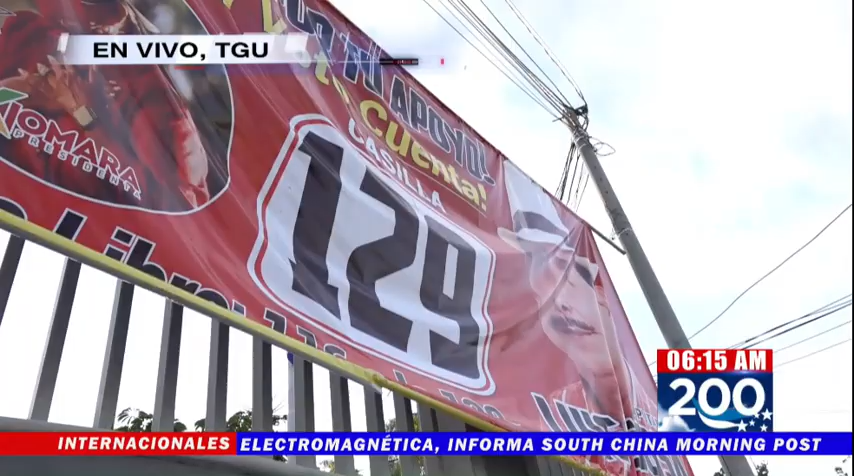 EN VIVO, TGU
TU APOYO!
Cuenta!
CASILLA
129
XIOMARA
PRESIDENTA
Libre
06:15 AM
200
INTERNACIONALES
ELECTROMAGNÉTICA, INFORMA SOUTH CHINA MORNING POST